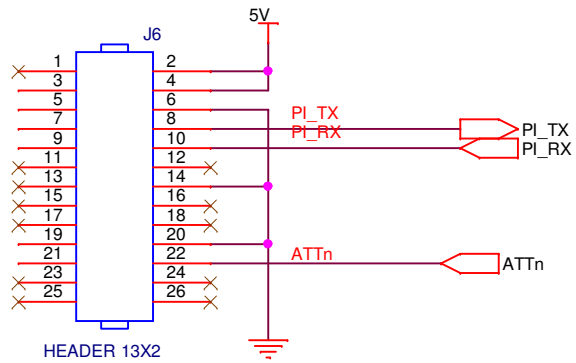 5V
J6
1 2
3 4
5 6
7 8
9 10
11 12
13 14
15 16
17 18
19 20
21 22
23 24
25 26
PI_TX
PI_RX
PI_TX
PI_RX
ATTn
ATTn
HEADER 13X2